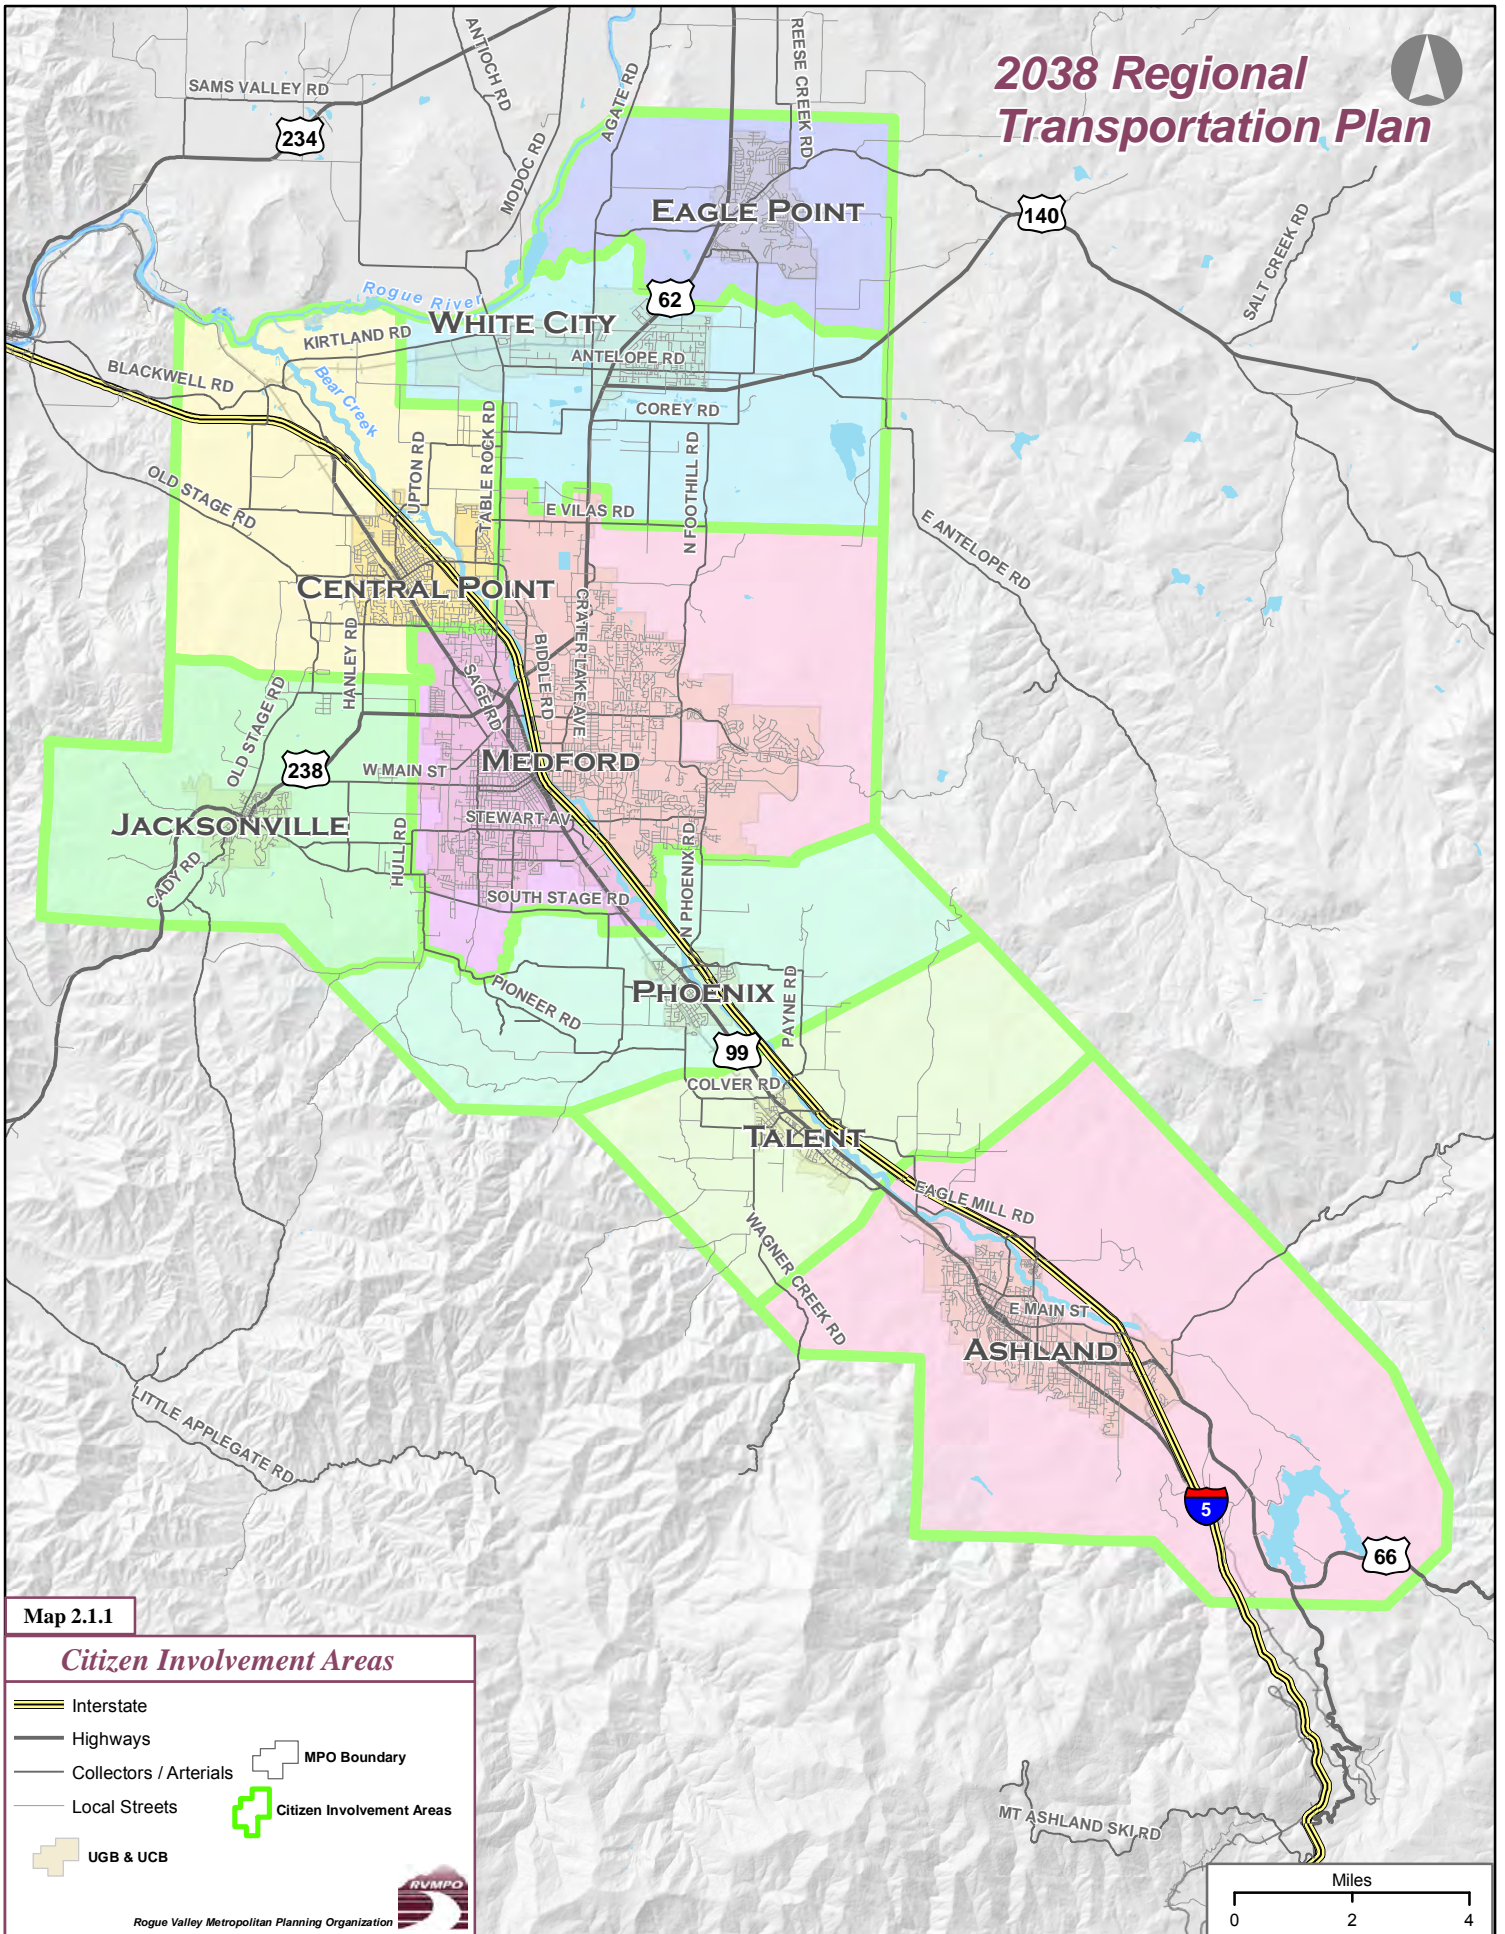 2038 Regional
Transportation Plan
SAMS VALLEY RD
234
ANTIOCH RD
MODOC RD
AGATE RD
REESE CREEK RD
EAGLE POINT
140
SALT CREEK RD
62
Rogue River
WHITE CITY
KIRTLAND RD
ANTELOPE RD
BLACKWELL RD
Bear Creek
COREY RD
UPTON RD
TABLE ROCK RD
N FOOTHILL RD
OLD STAGE RD
E VILAS RD
E ANTELOPE RD
CENTRAL POINT
CRATER LAKE AVE
HANLEY RD
BIDDLE RD
SAGE RD
OLD STAGE RD
238
W MAIN ST
MEDFORD
JACKSONVILLE
STEWART AV
HULL RD
N PHOENIX RD
CADY RD
SOUTH STAGE RD
PIONEER RD
PHOENIX
PAYNE RD
99
COLVER RD
TALENT
EAGLE MILL RD
WAGNER CREEK RD
E MAIN ST
ASHLAND
LITTLE APPLEGATE RD
5
66
MT ASHLAND SKI RD
Map 2.1.1
Citizen Involvement Areas
Interstate
Highways
MPO Boundary
Collectors / Arterials
Local Streets
Citizen Involvement Areas
UGB & UCB
RVMPO
Rogue Valley Metropolitan Planning Organization
Miles
0 2 4